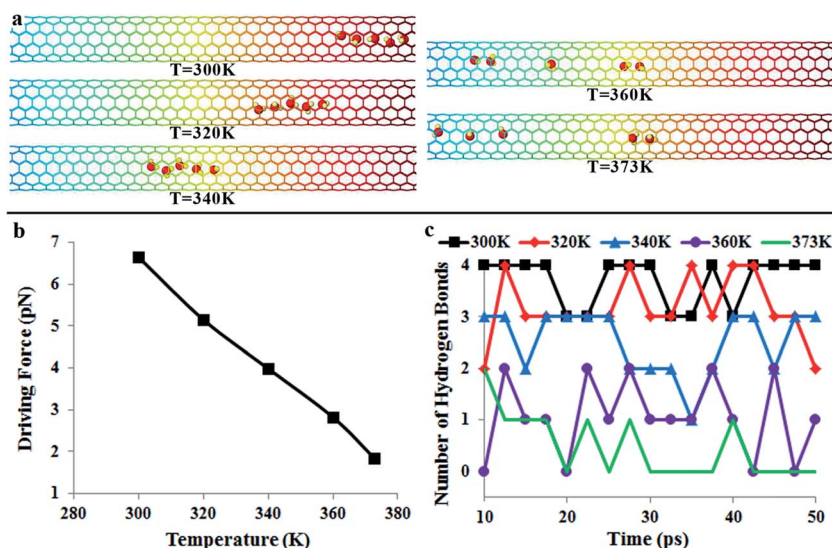 a
T=300K
T=320K
T=340K
T=360K
T=373K
b
7
6
5
4
3
2
1
Driving Force (pN)
280 300 320 340 360 380
Temperature (K)
c
300K 320K 340K 360K 373K
4
3
2
1
0
Number of Hydrogen Bonds
10 20 30 40 50
Time (ps)